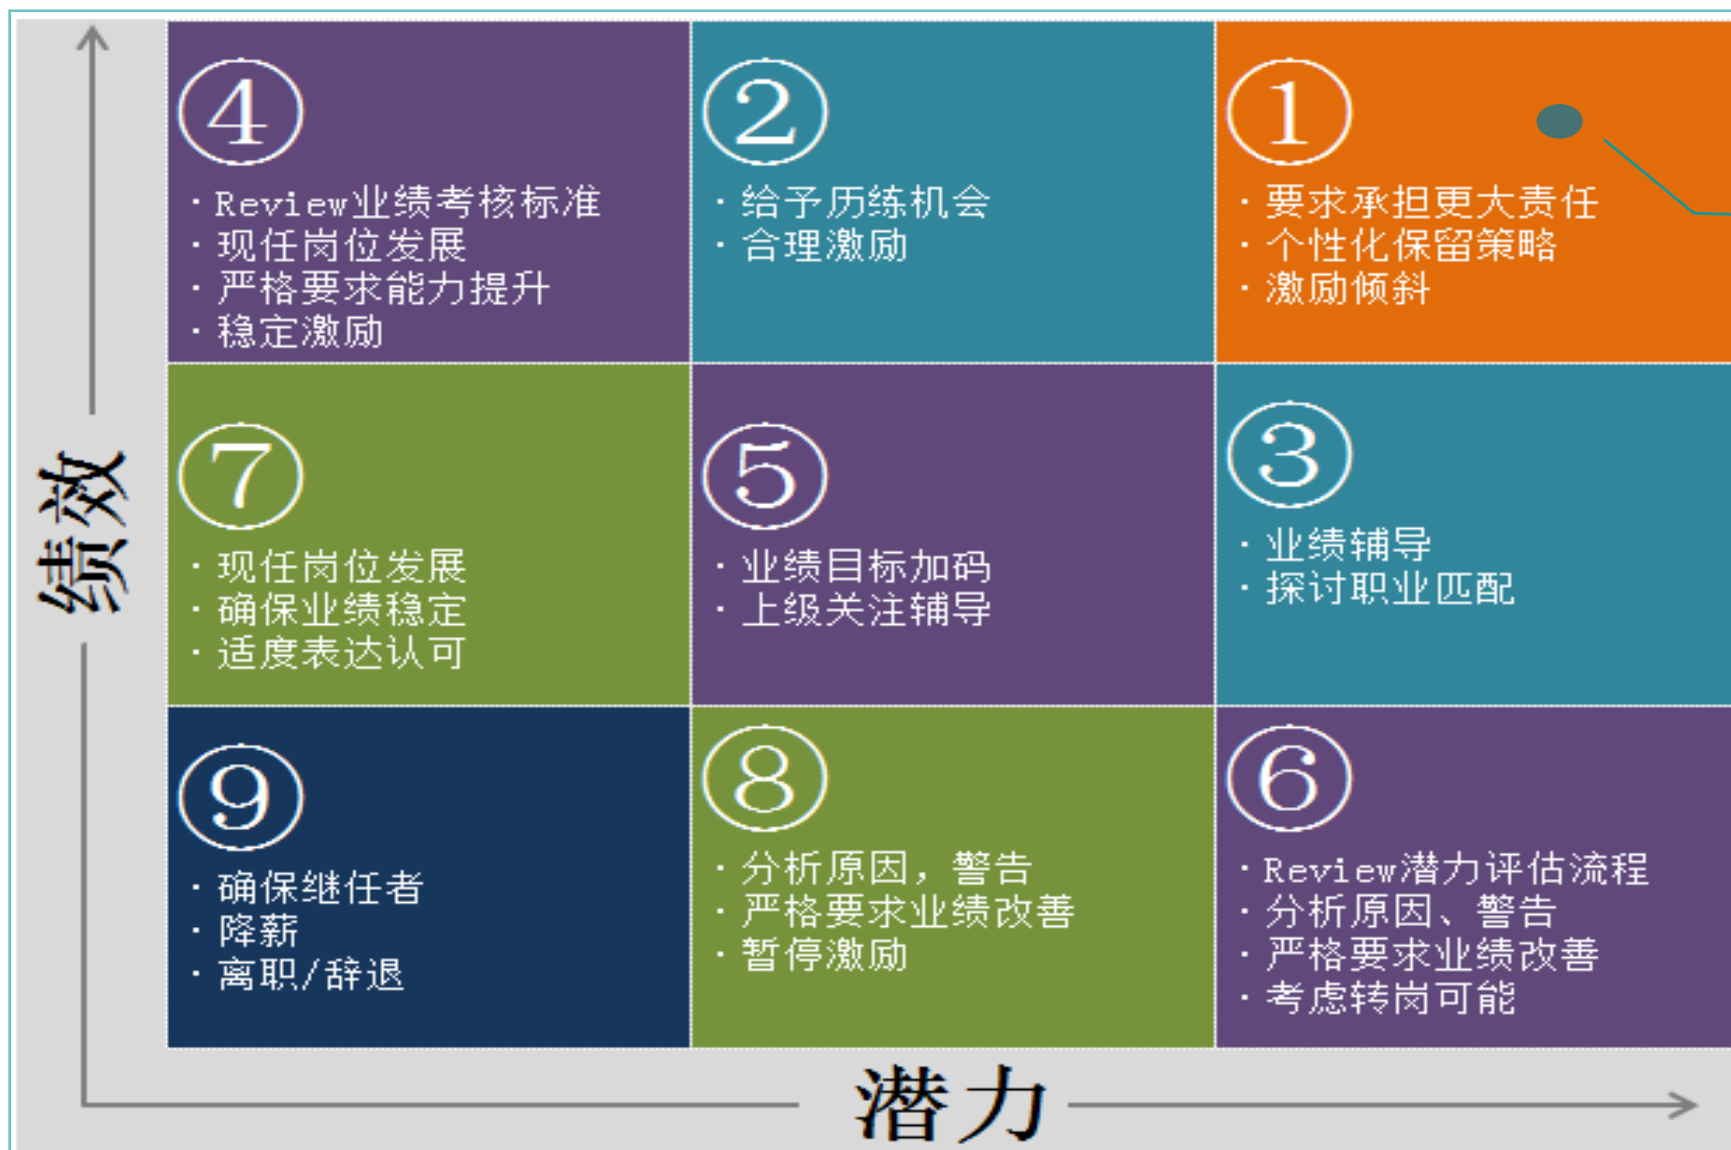 ④
· Review业绩考核标准
· 现任岗位发展
· 严格要求能力提升
· 稳定激励
②
· 给予历练机会
· 合理激励
①
· 要求承担更大责任
· 个性化保留策略
· 激励倾斜
绩效
⑦
· 现任岗位发展
· 确保业绩稳定
· 适度表达认可
⑤
· 业绩目标加码
· 上级关注辅导
③
· 业绩辅导
· 探讨职业匹配
⑨
· 确保继任者
· 降薪
· 离职/辞退
⑧
· 分析原因，警告
· 严格要求业绩改善
· 暂停激励
⑥
· Review潜力评估流程
· 分析原因、警告
· 严格要求业绩改善
· 考虑转岗可能
潜力